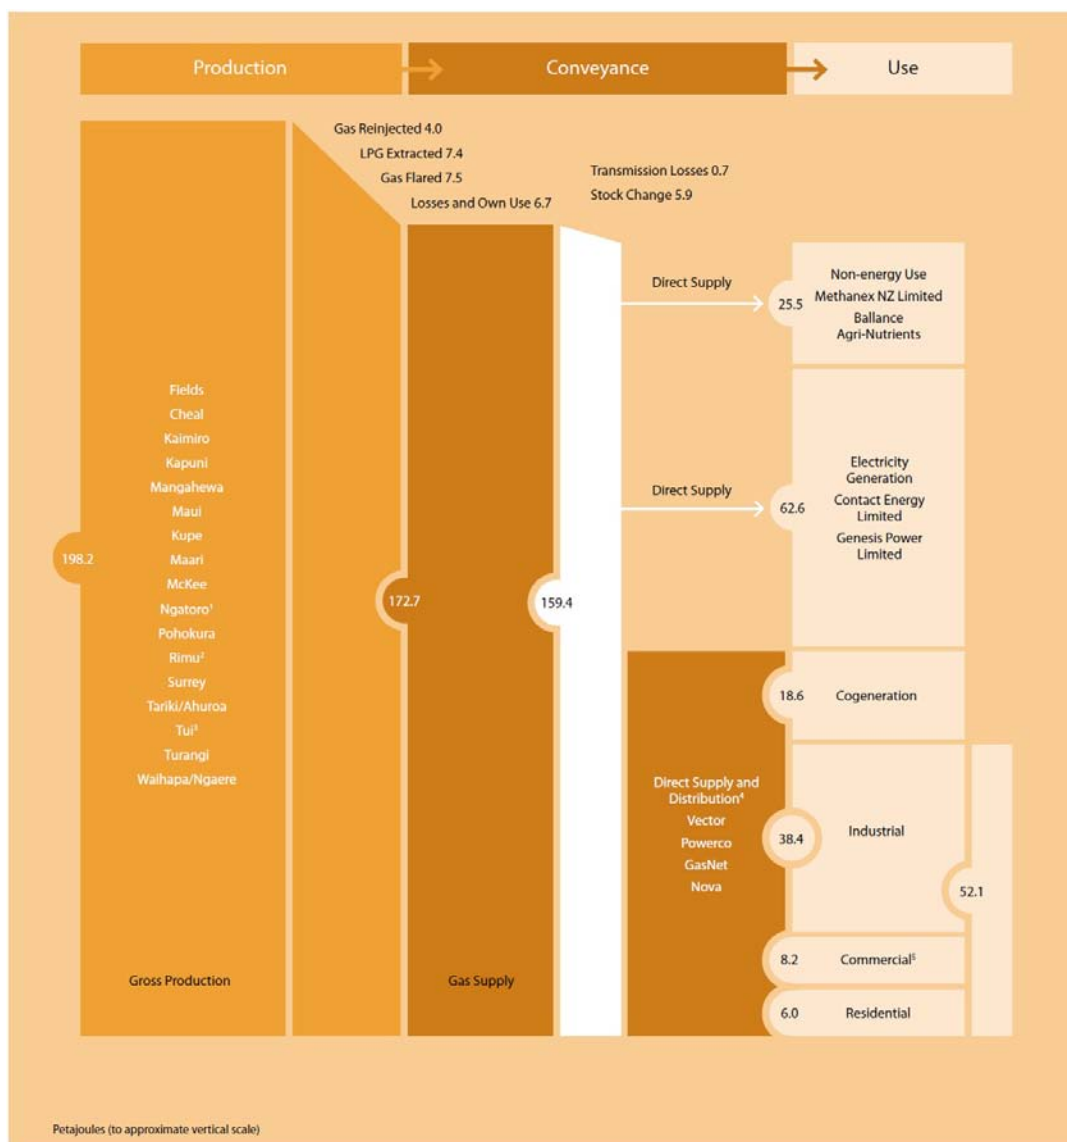 Production
Conveyance
Use
Gas Reinjected 4.0
LPG Extracted 7.4
Gas Flared 7.5
Losses and Own Use 6.7
Transmission Losses 0.7
Stock Change 5.9
Fields
Cheal
Kaimiro
Kapuni
Mangahewa
Maui
Kupe
Maari
McKee
Ngatoro¹
Pohokura
Rimu²
Surrey
Tariki/Ahuroa
Tui³
Turangi
Waihapa/Ngaere
198.2
Gross Production
172.7
Gas Supply
159.4
Direct Supply
25.5
Non-energy Use
Methanex NZ Limited
Ballance
Agri-Nutrients
Direct Supply
62.6
Electricity
Generation
Contact Energy
Limited
Genesis Power
Limited
Direct Supply and
Distribution⁴
Vector
Powerco
GasNet
Nova
18.6
Cogeneration
38.4
Industrial
8.2
Commercial⁵
6.0
Residential
52.1
Petajoules (to approximate vertical scale)